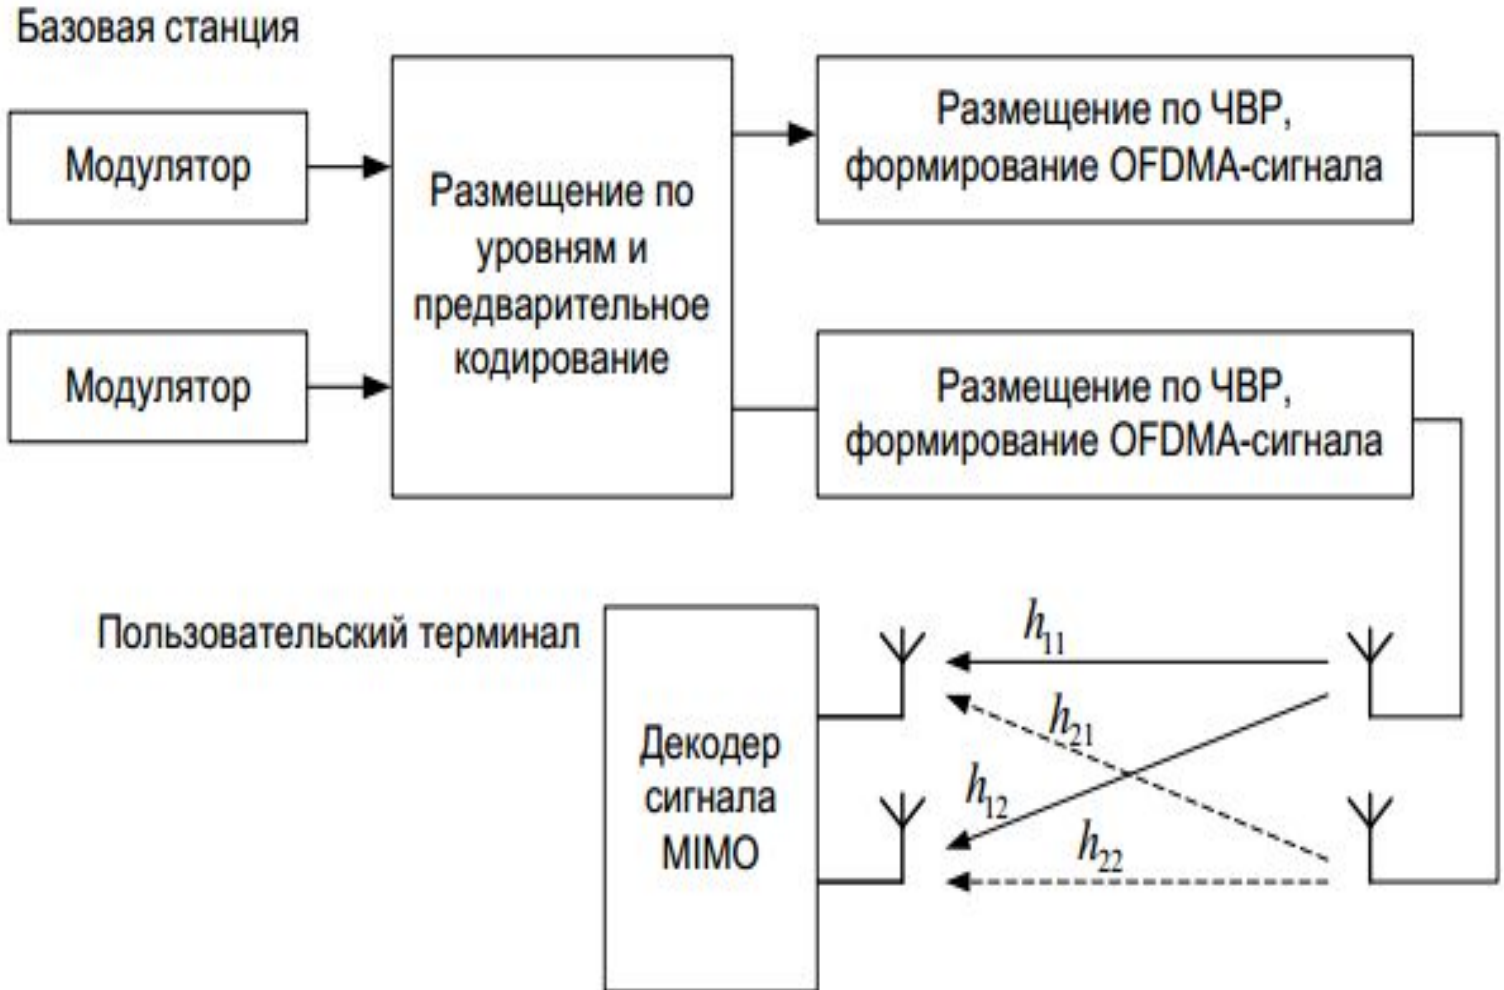 Базовая станция
Модулятор
Модулятор
Размещение по
уровням и
предварительное
кодирование
Размещение по ЧВР,
формирование OFDMA-сигнала
Размещение по ЧВР,
формирование OFDMA-сигнала
Пользовательский терминал
Декодер
сигнала
MIMO
h11
h21
h12
h22